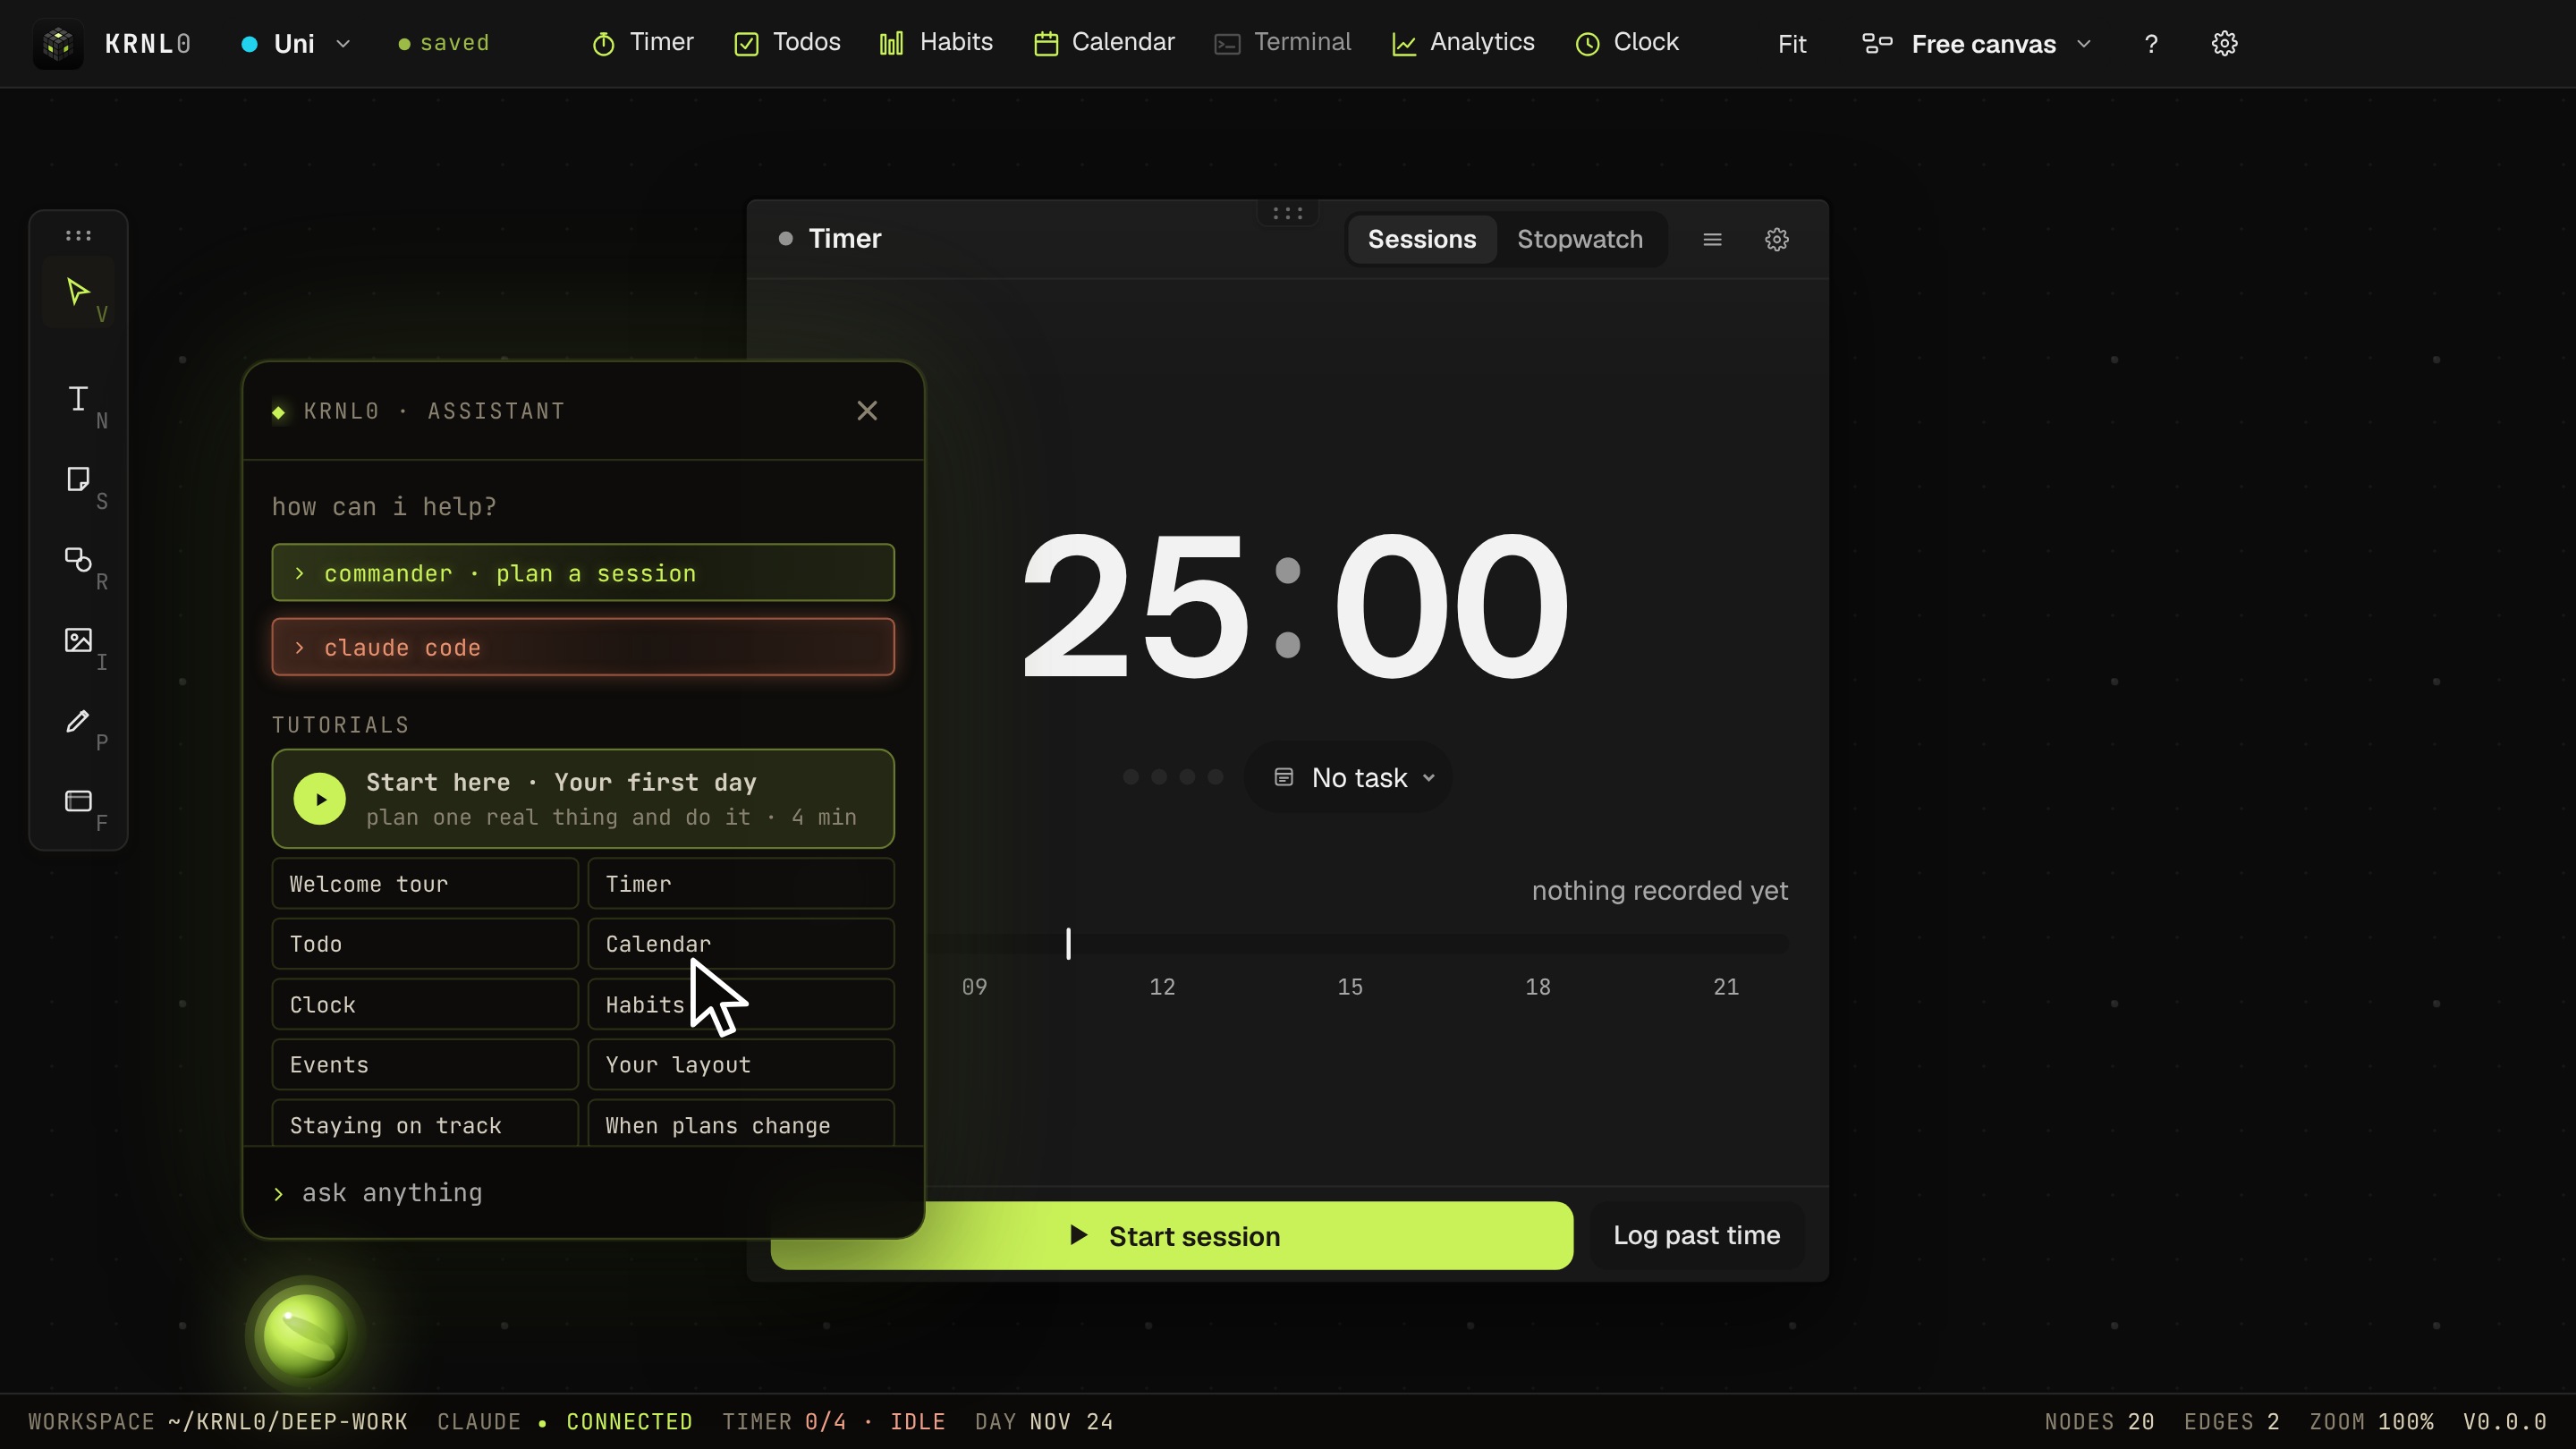 KRNL0 Uni saved Timer Todos Habits Calendar Terminal Analytics Clock Fit Free canvas ?
V
N
S
R
I
P
F
Timer Sessions Stopwatch
25:00
No task
nothing recorded yet
09 12 15 18 21
Start session Log past time
KRNL0 · ASSISTANT
how can i help?
commander · plan a session
claude code
TUTORIALS
Start here · Your first day
plan one real thing and do it · 4 min
Welcome tour Timer
Todo Calendar
Clock Habits
Events Your layout
Staying on track When plans change
ask anything
WORKSPACE ~/KRNL0/DEEP-WORK CLAUDE • CONNECTED TIMER 0/4 · IDLE DAY NOV 24 NODES 20 EDGES 2 ZOOM 100% V0.0.0